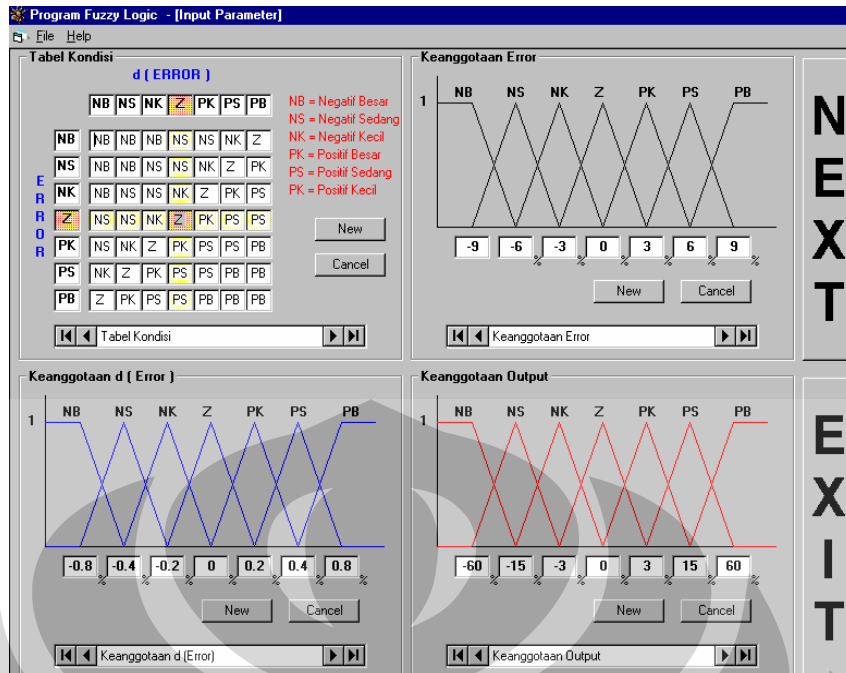 Program Fuzzy Logic - [Input Parameter]
File Help
Tabel Kondisi
d ( ERROR )
NB NS NK Z PK PS PB
ERROR
NB NB NB NB NS NS NK Z
NS NB NB NS NS NK Z PK
NK NB NS NS NK Z PK PS
Z NS NS NK Z PK PS PS
PK NS NK Z PK PS PS PB
PS NK Z PK PS PS PB PB
PB Z PK PS PS PB PB PB
NB = Negatif Besar
NS = Negatif Sedang
NK = Negatif Kecil
PK = Positif Besar
PS = Positif Sedang
PK = Positif Kecil
New
Cancel
Tabel Kondisi
Keanggotaan Error
NB NS NK Z PK PS PB
1
-9 % -6 % -3 % 0 % 3 % 6 % 9 %
New Cancel
Keanggotaan Error
NEXT
Keanggotaan d ( Error )
NB NS NK Z PK PS PB
1
-0.8 % -0.4 % -0.2 % 0 % 0.2 % 0.4 % 0.8 %
New Cancel
Keanggotaan d (Error)
Keanggotaan Output
NB NS NK Z PK PS PB
1
-60 % -15 % -3 % 0 % 3 % 15 % 60 %
New Cancel
Keanggotaan Output
EXIT